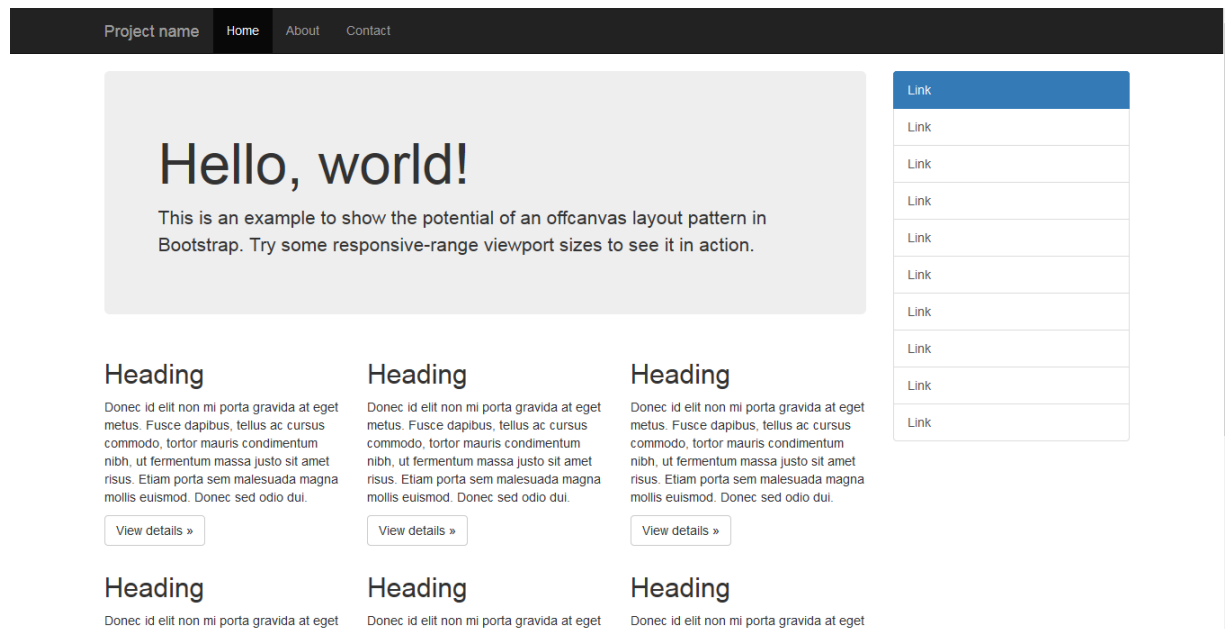 Project name Home About Contact
Hello, world!
This is an example to show the potential of an offcanvas layout pattern in
Bootstrap. Try some responsive-range viewport sizes to see it in action.
Heading
Donec id elit non mi porta gravida at eget
metus. Fusce dapibus, tellus ac cursus
commodo, tortor mauris condimentum
nibh, ut fermentum massa justo sit amet
risus. Etiam porta sem malesuada magna
mollis euismod. Donec sed odio dui.
View details »
Heading
Donec id elit non mi porta gravida at eget
metus. Fusce dapibus, tellus ac cursus
commodo, tortor mauris condimentum
nibh, ut fermentum massa justo sit amet
risus. Etiam porta sem malesuada magna
mollis euismod. Donec sed odio dui.
View details »
Heading
Donec id elit non mi porta gravida at eget
metus. Fusce dapibus, tellus ac cursus
commodo, tortor mauris condimentum
nibh, ut fermentum massa justo sit amet
risus. Etiam porta sem malesuada magna
mollis euismod. Donec sed odio dui.
View details »
Heading
Donec id elit non mi porta gravida at eget
Heading
Donec id elit non mi porta gravida at eget
Heading
Donec id elit non mi porta gravida at eget
Link
Link
Link
Link
Link
Link
Link
Link
Link
Link